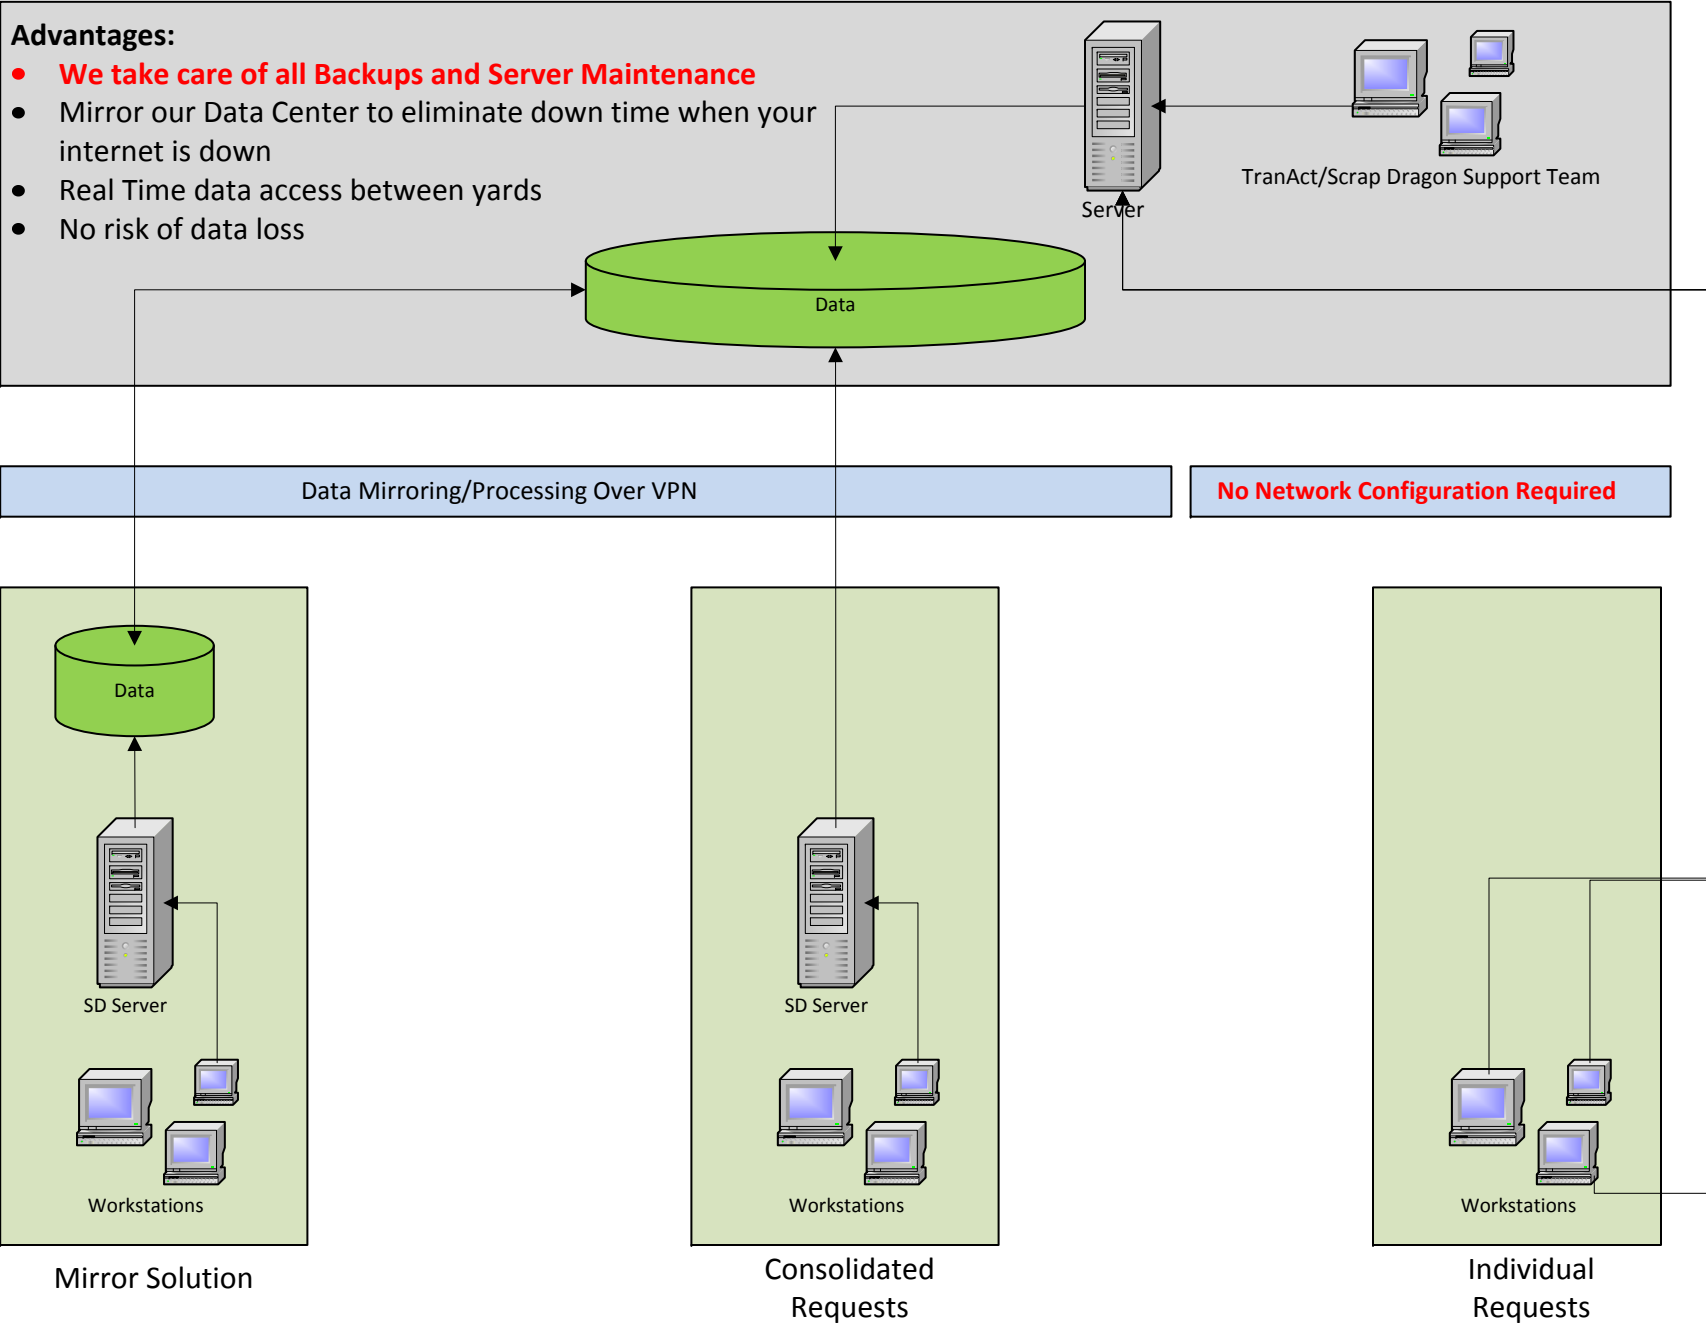 Advantages:
We take care of all Backups and Server Maintenance
Mirror our Data Center to eliminate down time when your
internet is down
Real Time data access between yards
No risk of data loss
TranAct/Scrap Dragon Support Team
Server
Data
Data Mirroring/Processing Over VPN
No Network Configuration Required
Data
SD Server
SD Server
Workstations
Workstations
Workstations
Mirror Solution
Consolidated
Requests
Individual
Requests